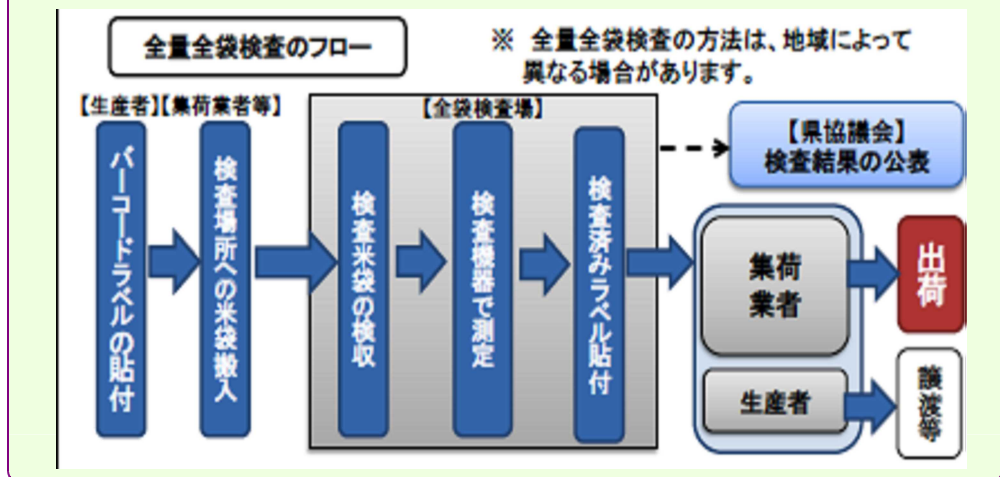 全量全袋検査のフロー
※ 全量全袋検査の方法は、地域によって
異なる場合があります。
【生産者】【集荷業者等】
【全袋検査場】
バーコードラベルの貼付
検査場所への米袋搬入
検査米袋の検収
検査機器で測定
検査済みラベル貼付
【県協議会】
検査結果の公表
集荷
業者
出荷
生産者
譲渡等